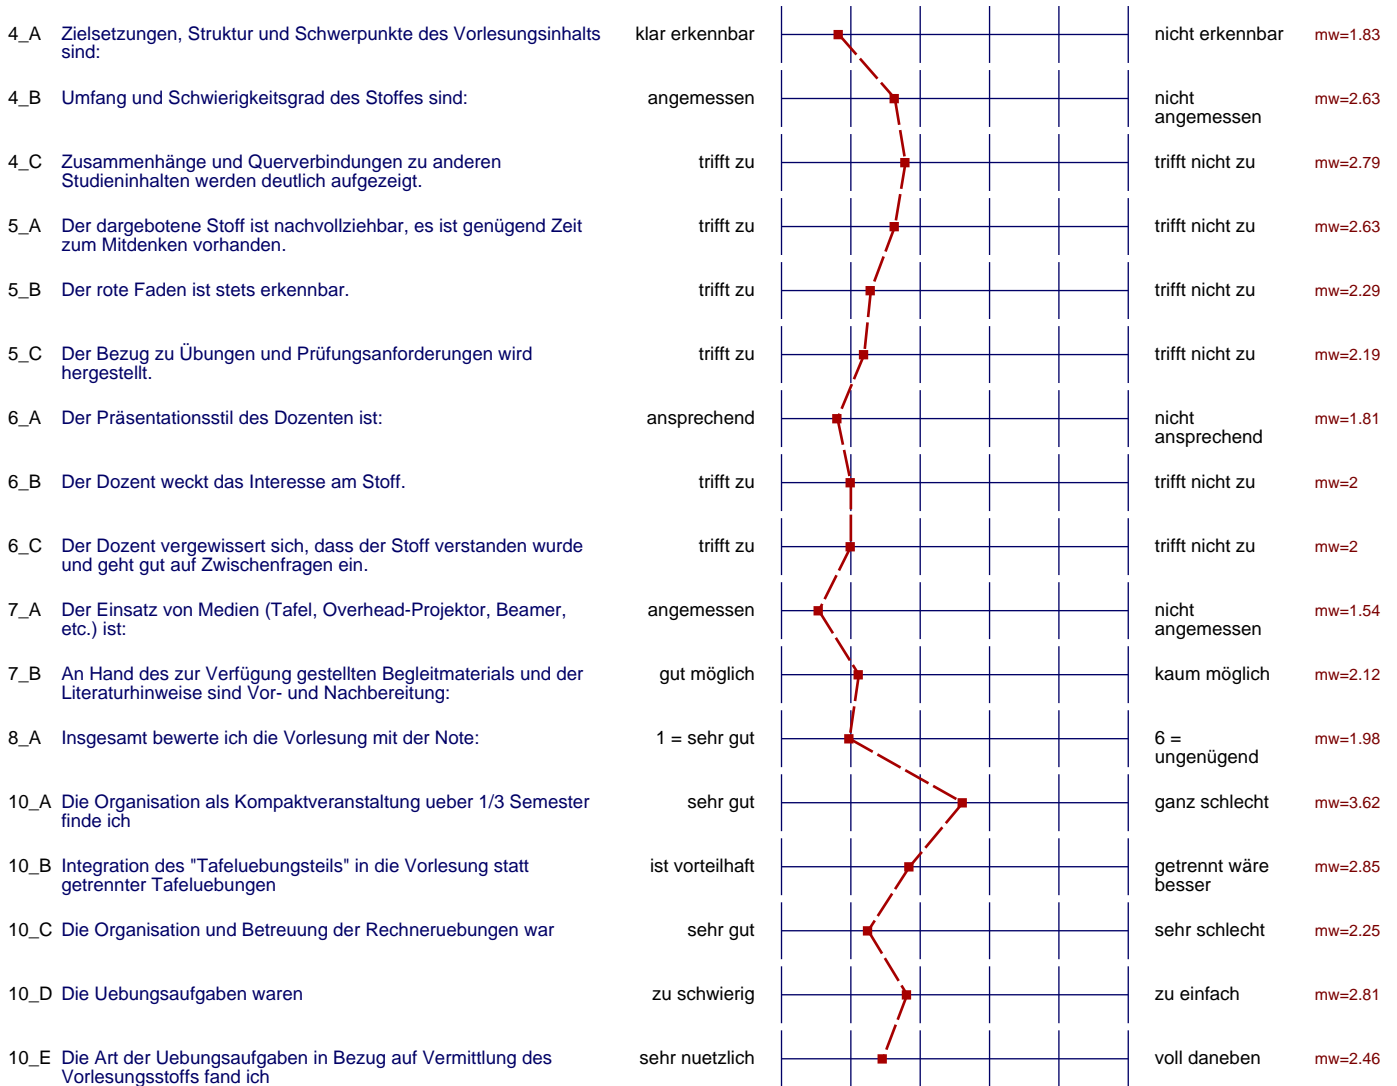 4_A Zielsetzungen, Struktur und Schwerpunkte des Vorlesungsinhalts klar erkennbar nicht erkennbar mw=1.83
sind:
4_B Umfang und Schwierigkeitsgrad des Stoffes sind: angemessen nicht mw=2.63
angemessen
4_C Zusammenhänge und Querverbindungen zu anderen trifft zu trifft nicht zu mw=2.79
Studieninhalten werden deutlich aufgezeigt.
5_A Der dargebotene Stoff ist nachvollziehbar, es ist genügend Zeit trifft zu trifft nicht zu mw=2.63
zum Mitdenken vorhanden.
5_B Der rote Faden ist stets erkennbar. trifft zu trifft nicht zu mw=2.29
5_C Der Bezug zu Übungen und Prüfungsanforderungen wird trifft zu trifft nicht zu mw=2.19
hergestellt.
6_A Der Präsentationsstil des Dozenten ist: ansprechend nicht mw=1.81
ansprechend
6_B Der Dozent weckt das Interesse am Stoff. trifft zu trifft nicht zu mw=2
6_C Der Dozent vergewissert sich, dass der Stoff verstanden wurde trifft zu trifft nicht zu mw=2
und geht gut auf Zwischenfragen ein.
7_A Der Einsatz von Medien (Tafel, Overhead-Projektor, Beamer, angemessen nicht mw=1.54
etc.) ist: angemessen
7_B An Hand des zur Verfügung gestellten Begleitmaterials und der gut möglich kaum möglich mw=2.12
Literaturhinweise sind Vor- und Nachbereitung:
8_A Insgesamt bewerte ich die Vorlesung mit der Note: 1 = sehr gut 6 = mw=1.98
ungenügend
10_A Die Organisation als Kompaktveranstaltung ueber 1/3 Semester sehr gut ganz schlecht mw=3.62
finde ich
10_B Integration des "Tafeluebungsteils" in die Vorlesung statt ist vorteilhaft getrennt wäre mw=2.85
getrennter Tafeluebungen besser
10_C Die Organisation und Betreuung der Rechneruebungen war sehr gut sehr schlecht mw=2.25
10_D Die Uebungsaufgaben waren zu schwierig zu einfach mw=2.81
10_E Die Art der Uebungsaufgaben in Bezug auf Vermittlung des sehr nuetzlich voll daneben mw=2.46
Vorlesungsstoffs fand ich